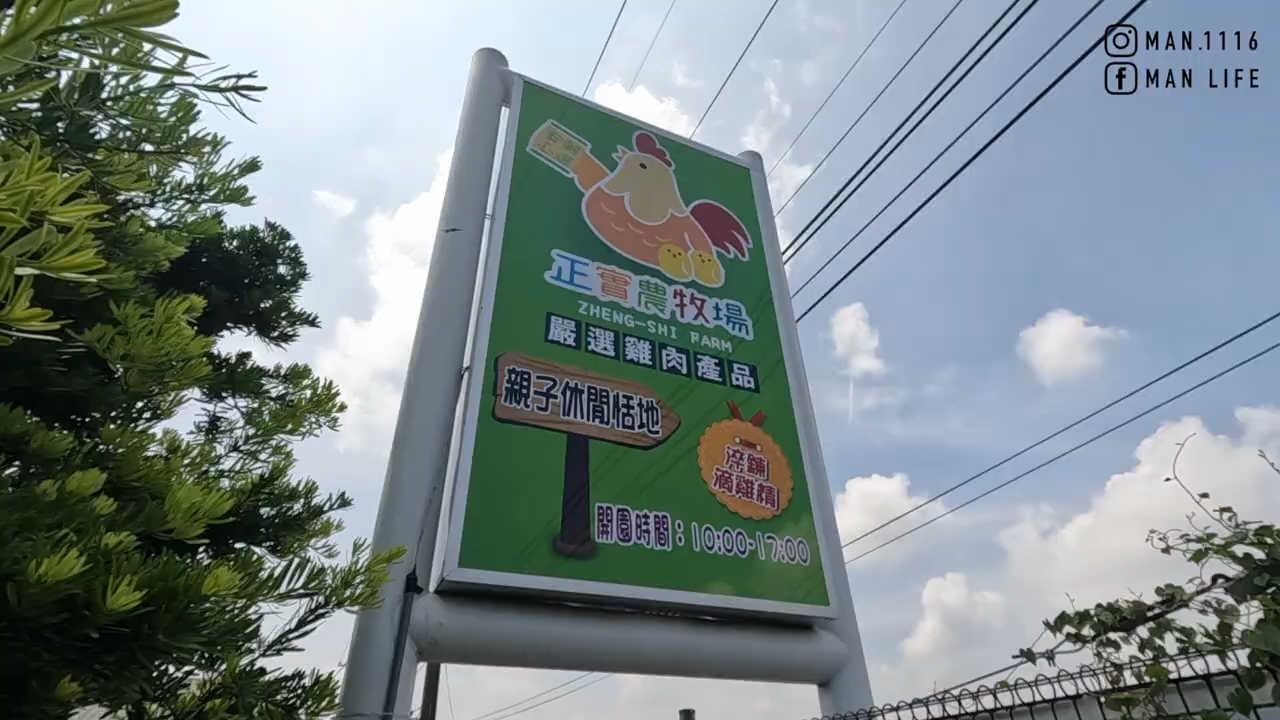 MAN.1116
MAN LIFE
正實農牧場
ZHENG-SHI FARM
嚴選雞肉產品
親子休閒恬地
淬鋪
滴雞精
開園時間：10:00-17:00